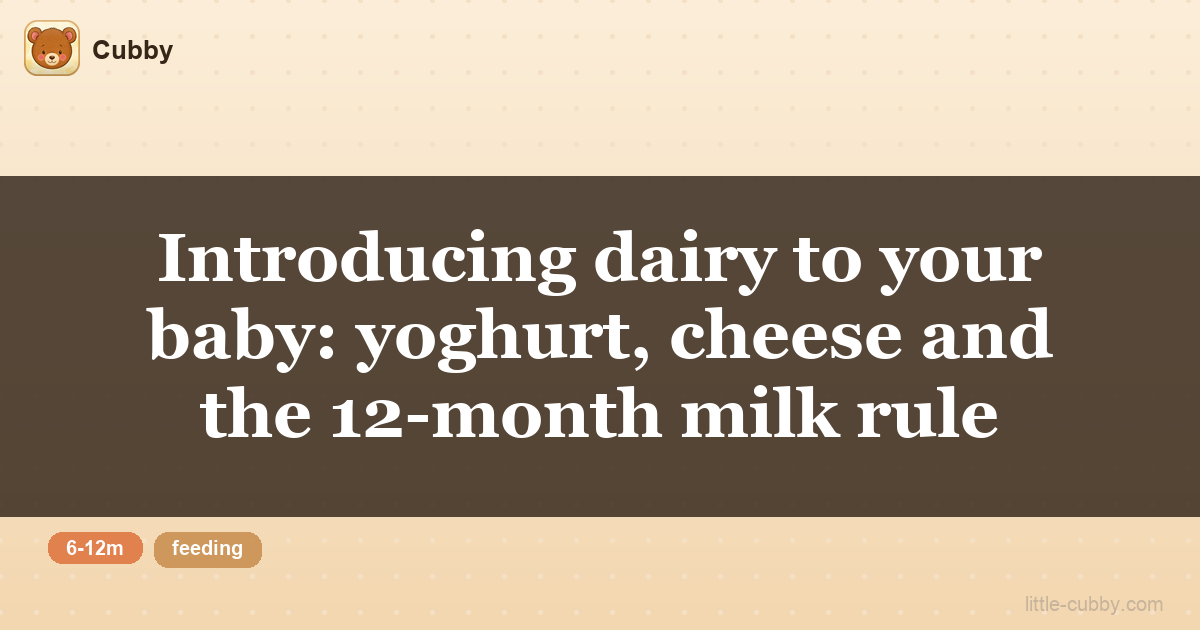 Cubby
Introducing dairy to your
baby: yoghurt, cheese and
the 12-month milk rule
6-12m
feeding
little-cubby.com